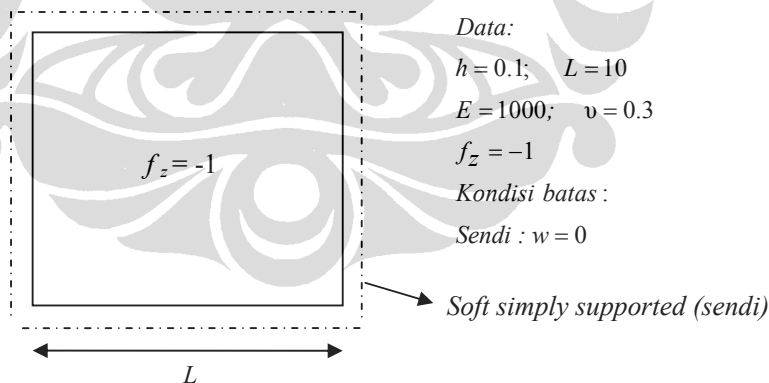 Data:
h = 0.1;    L = 10
E = 1000;    υ = 0.3
f_z = -1
f_z = −1
Kondisi batas :
Sendi : w = 0
Soft simply supported (sendi)
L